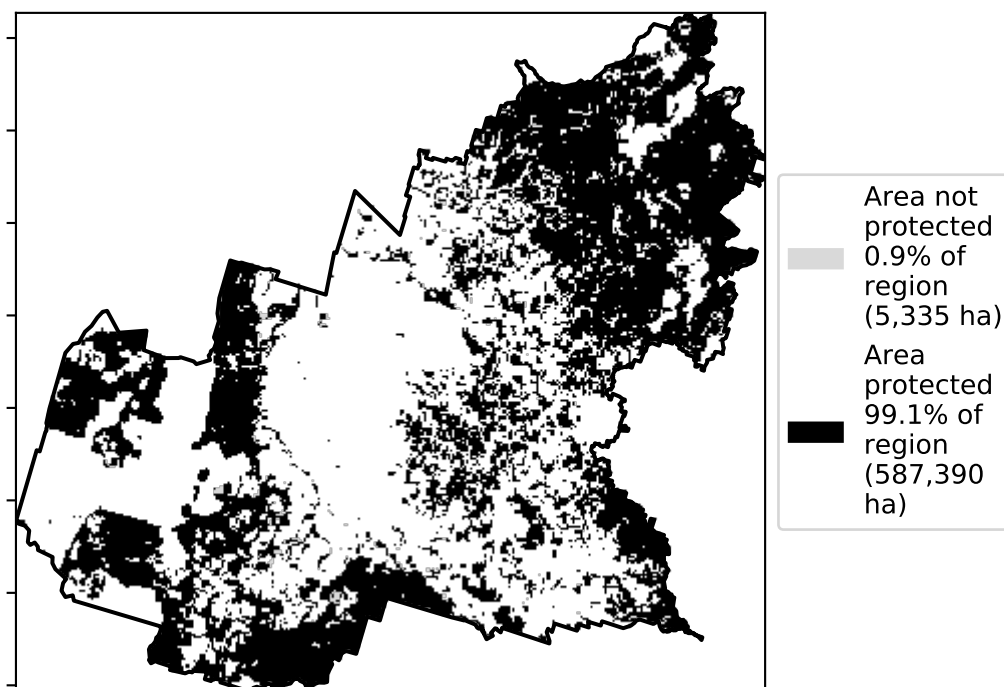 Area not
protected
0.9% of
region
(5,335 ha)
Area
protected
99.1% of
region
(587,390
ha)